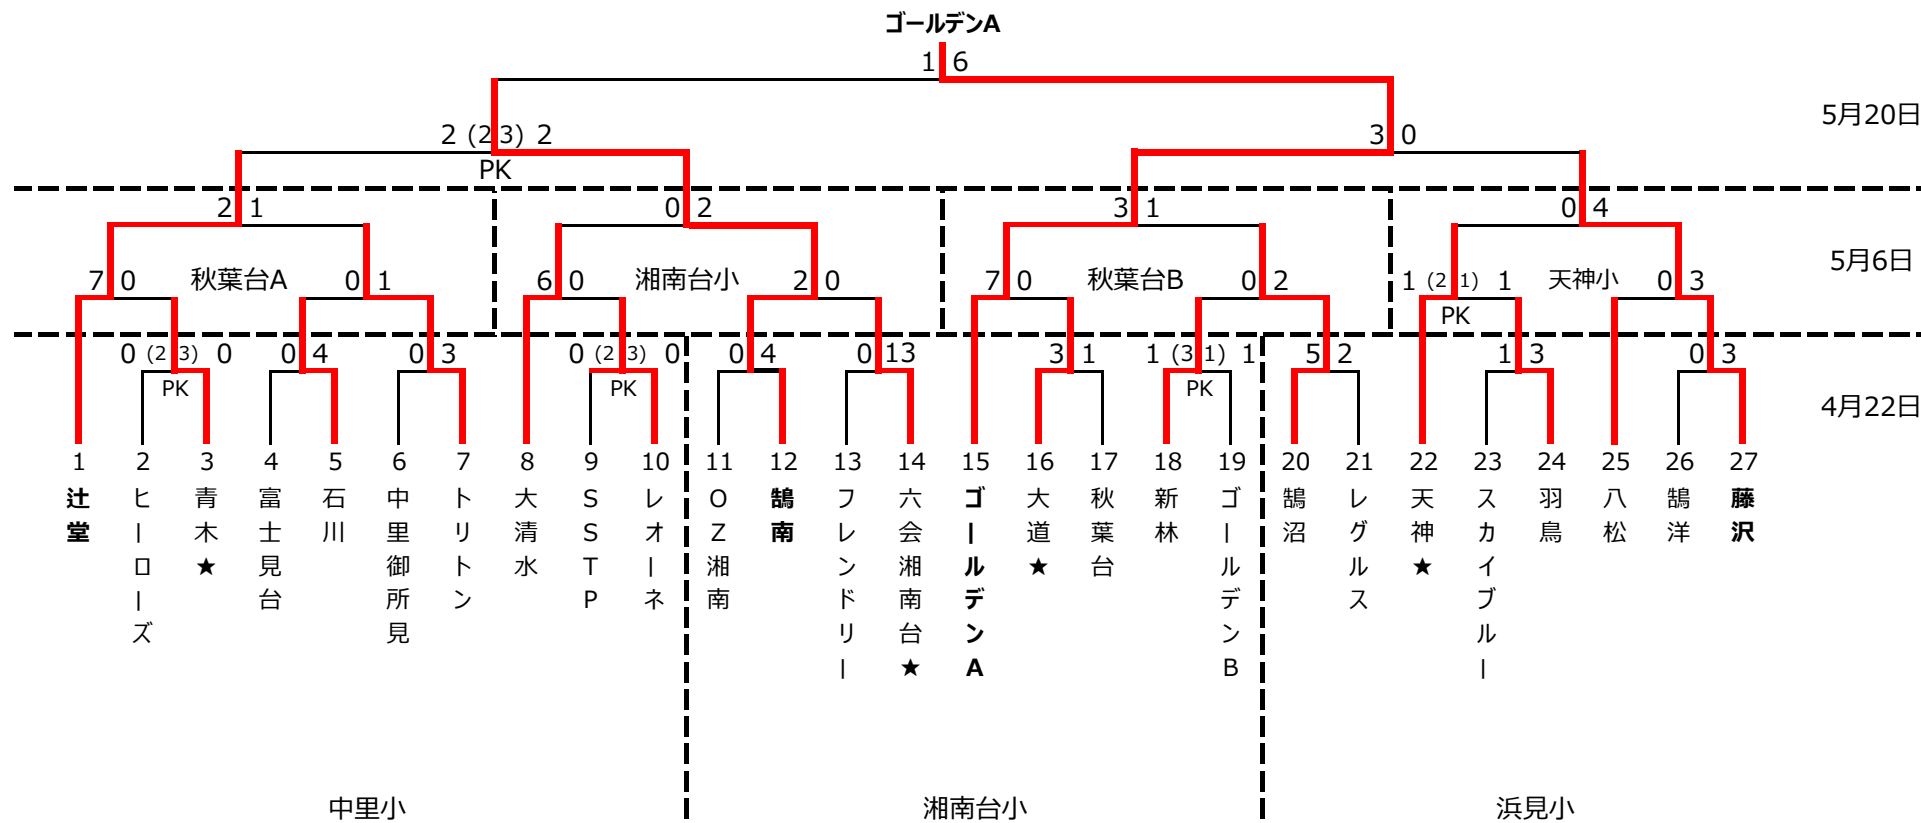 ゴールデンA
1 6
5月20日
2 (2 3) 2
PK
3 0
2 1
0 2
3 1
0 4
5月6日
7 0
秋葉台A
0 1
6 0
湘南台小
2 0
7 0
秋葉台B
0 2
1 (2 1) 1
PK
天神小
0 3
0 (2 3) 0
PK
0 4
0 3
0 (2 3) 0
PK
0 4
0 13
3 1
1 (3 1) 1
PK
5 2
1 3
0 3
4月22日
1 2 3 4 5 6 7 8 9 10 11 12 13 14 15 16 17 18 19 20 21 22 23 24 25 26 27
辻堂
ヒーローズ
青木★
富士見台
石川
中里御所見
トリトン
大清水
SSTP
レオーネ
OZ湘南
鵠南
フレンドリー
六会湘南台★
ゴールデンA
大道★
秋葉台
新林
ゴールデンB
鵠沼
レグルス
天神★
スカイブルー
羽鳥
八松
鵠洋
藤沢
中里小
湘南台小
浜見小